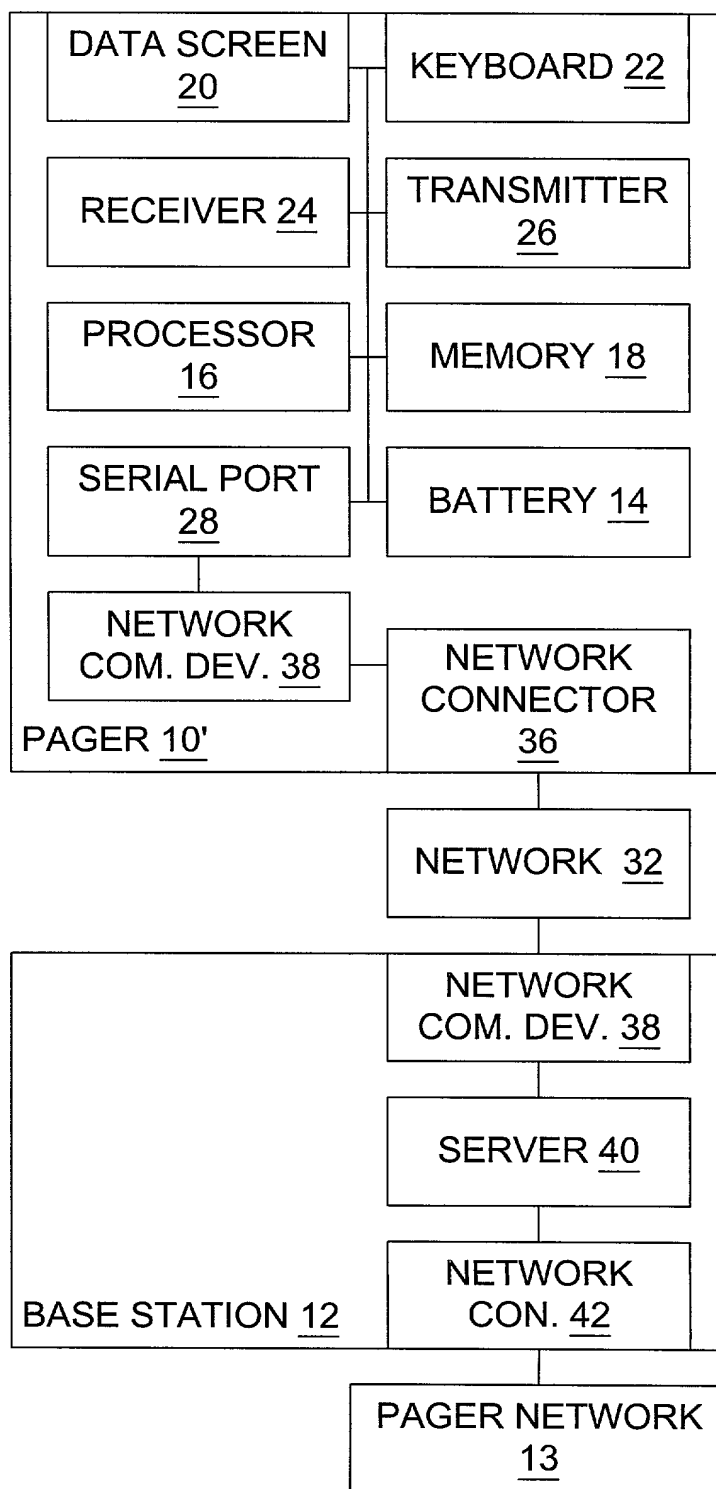 DATA SCREEN
20
KEYBOARD 22
RECEIVER 24
TRANSMITTER
26
PROCESSOR
16
MEMORY 18
SERIAL PORT
28
BATTERY 14
NETWORK
COM. DEV. 38
NETWORK
CONNECTOR
36
PAGER 10'
NETWORK 32
NETWORK
COM. DEV. 38
SERVER 40
NETWORK
CON. 42
BASE STATION 12
PAGER NETWORK
13